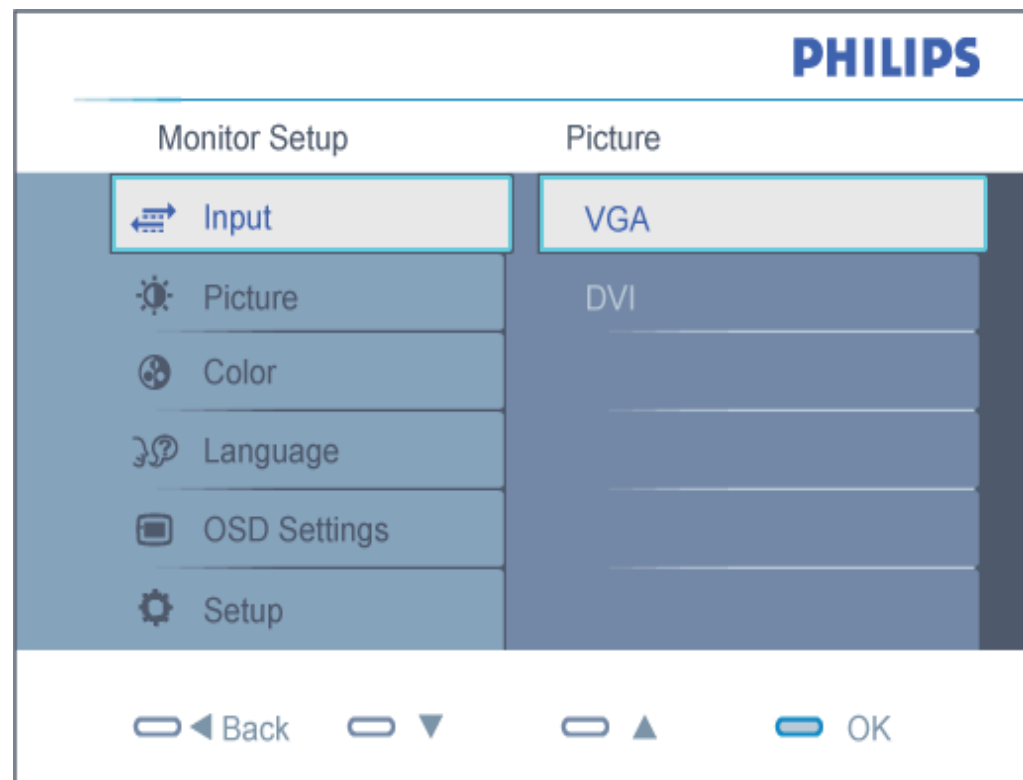 PHILIPS
Monitor Setup Picture
Input VGA
Picture DVI
Color
Language
OSD Settings
Setup
Back OK